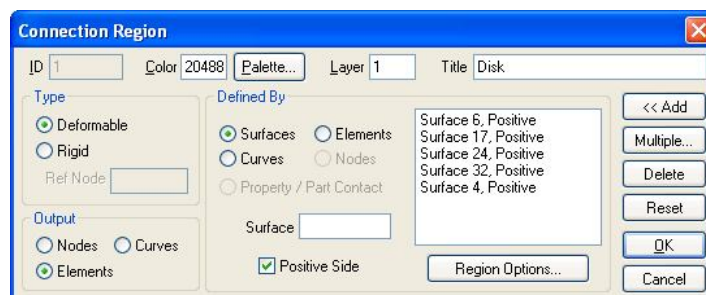 Connection Region
ID 1 Color 20488 Palette... Layer 1 Title Disk
Type
Deformable
Rigid
Ref Node
Output
Nodes Curves
Elements
Defined By
Surfaces Elements
Curves Nodes
Property / Part Contact
Surface
Positive Side
Surface 6, Positive
Surface 17, Positive
Surface 24, Positive
Surface 32, Positive
Surface 4, Positive
Region Options...
<< Add
Multiple...
Delete
Reset
OK
Cancel